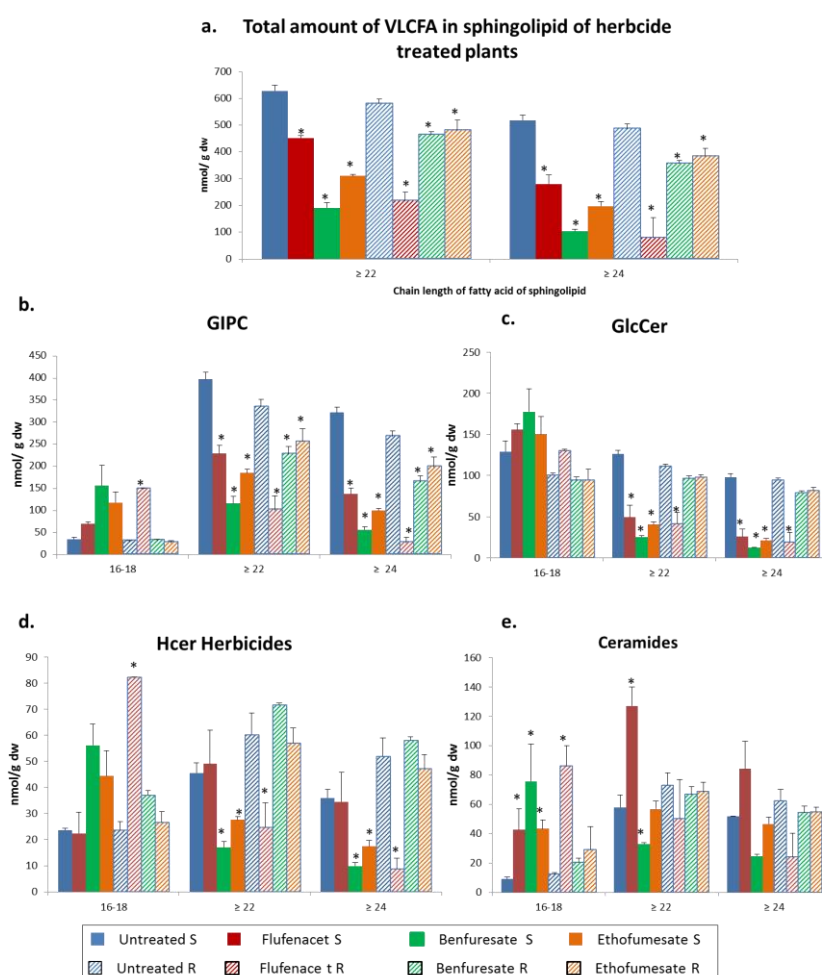 a. Total amount of VLCFA in sphingolipid of herbcide
treated plants
nmol/ g dw
700
600
500
400
300
200
100
0
* * * * * *
* * * * * *
≥ 22 ≥ 24
Chain length of fatty acid of sphingolipid
b.
GIPC
nmol/ g dw
450
400
350
300
250
200
150
100
50
0
*
* * * * * *
* * * * * *
16-18 ≥ 22 ≥ 24
c.
GlcCer
nmol/ g dw
250
200
150
100
50
0
* * * *
* * * *
16-18 ≥ 22 ≥ 24
d.
Hcer Herbicides
nmol/g dw
90
80
70
60
50
40
30
20
10
0
*
* * *
* * *
16-18 ≥ 22 ≥ 24
e.
Ceramides
nmol/g dw
160
140
120
100
80
60
40
20
0
* * * *
* *
16-18 ≥ 22 ≥ 24
Untreated S Flufenacet S Benfuresate S Ethofumesate S
Untreated R Flufenace t R Benfuresate R Ethofumesate R